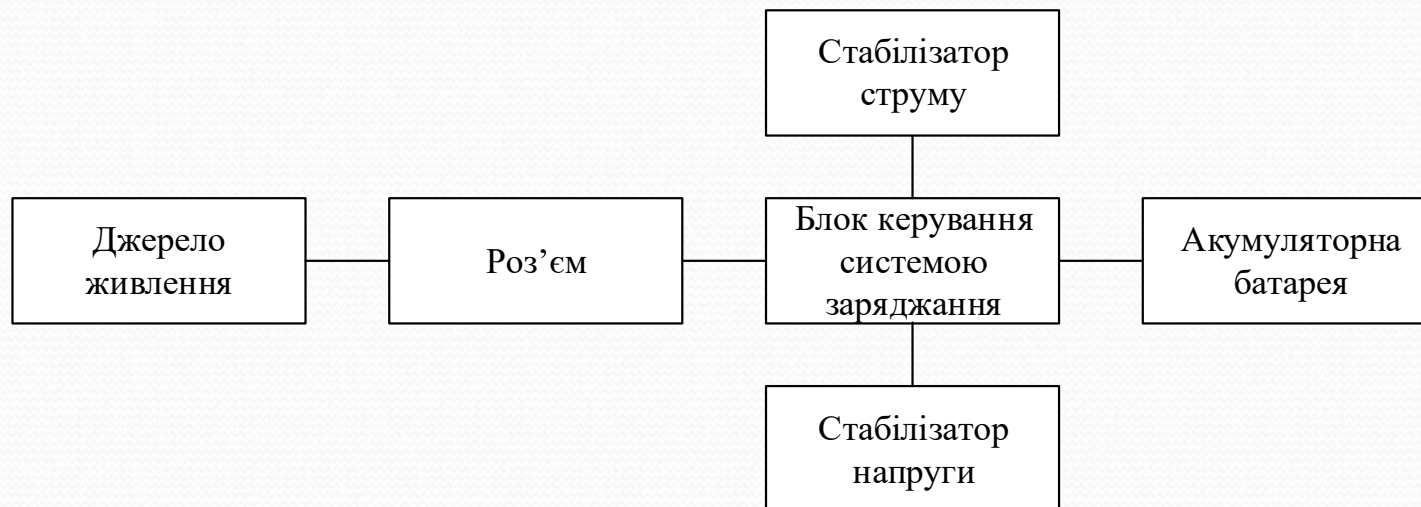 Стабілізатор
струму
Джерело
живлення
Роз’єм
Блок керування
системою
заряджання
Акумуляторна
батарея
Стабілізатор
напруги